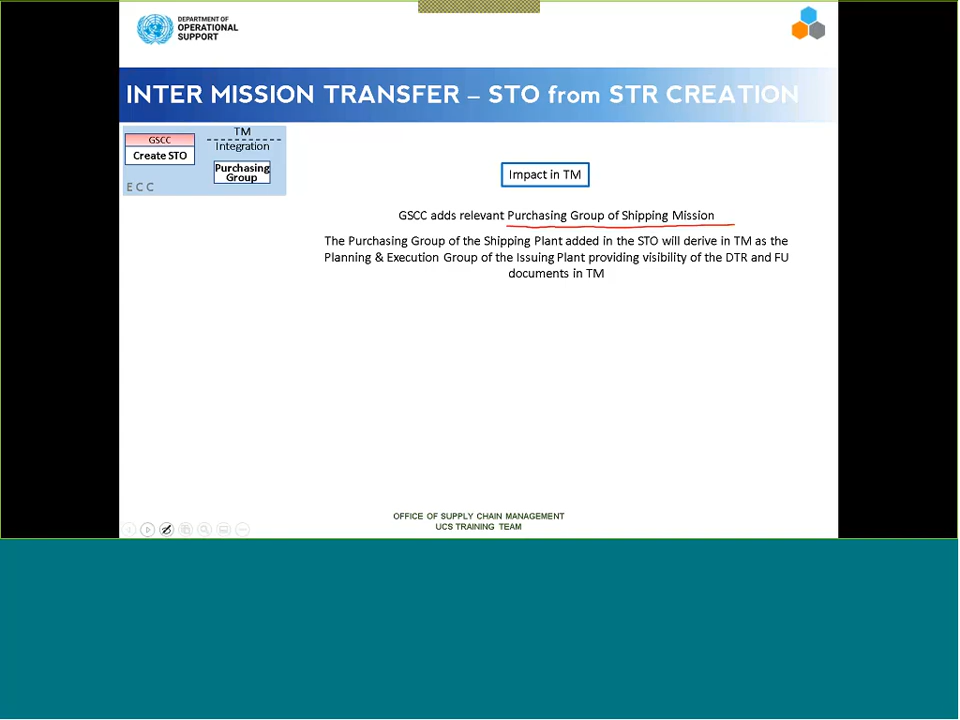 DEPARTMENT OF
OPERATIONAL
SUPPORT
INTER MISSION TRANSFER – STO from STR CREATION
GSCC
Create STO
ECC
TM
Integration
Purchasing
Group
Impact in TM
GSCC adds relevant Purchasing Group of Shipping Mission
The Purchasing Group of the Shipping Plant added in the STO will derive in TM as the
Planning & Execution Group of the Issuing Plant providing visibility of the DTR and FU
documents in TM
OFFICE OF SUPPLY CHAIN MANAGEMENT
UCS TRAINING TEAM